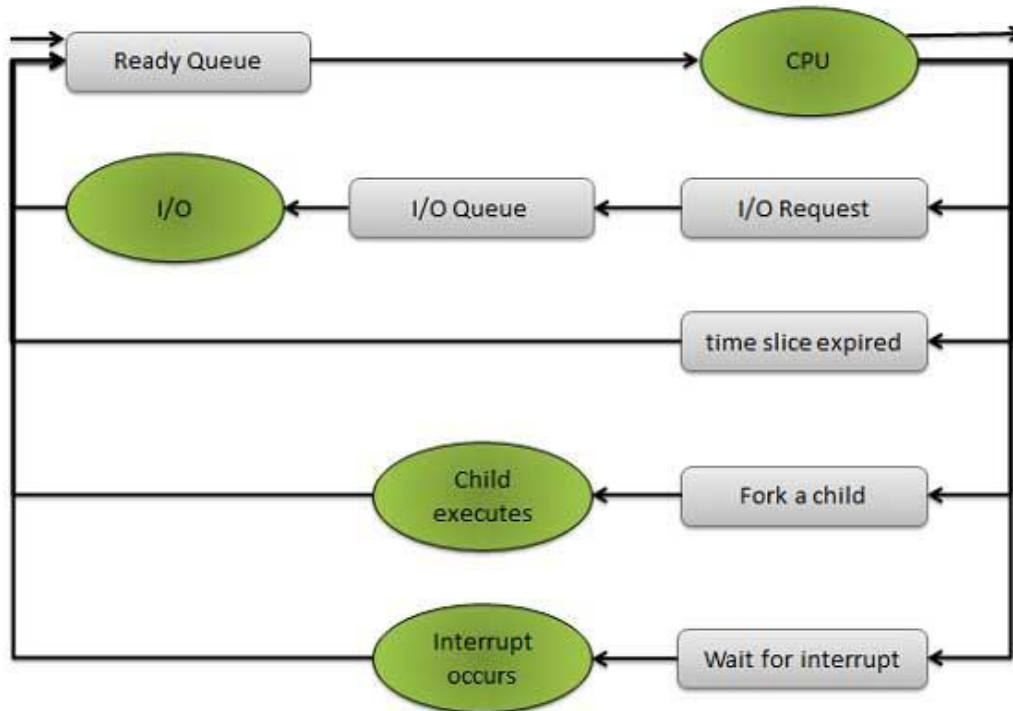 Ready Queue
CPU
I/O
I/O Queue
I/O Request
time slice expired
Child
executes
Fork a child
Interrupt
occurs
Wait for interrupt